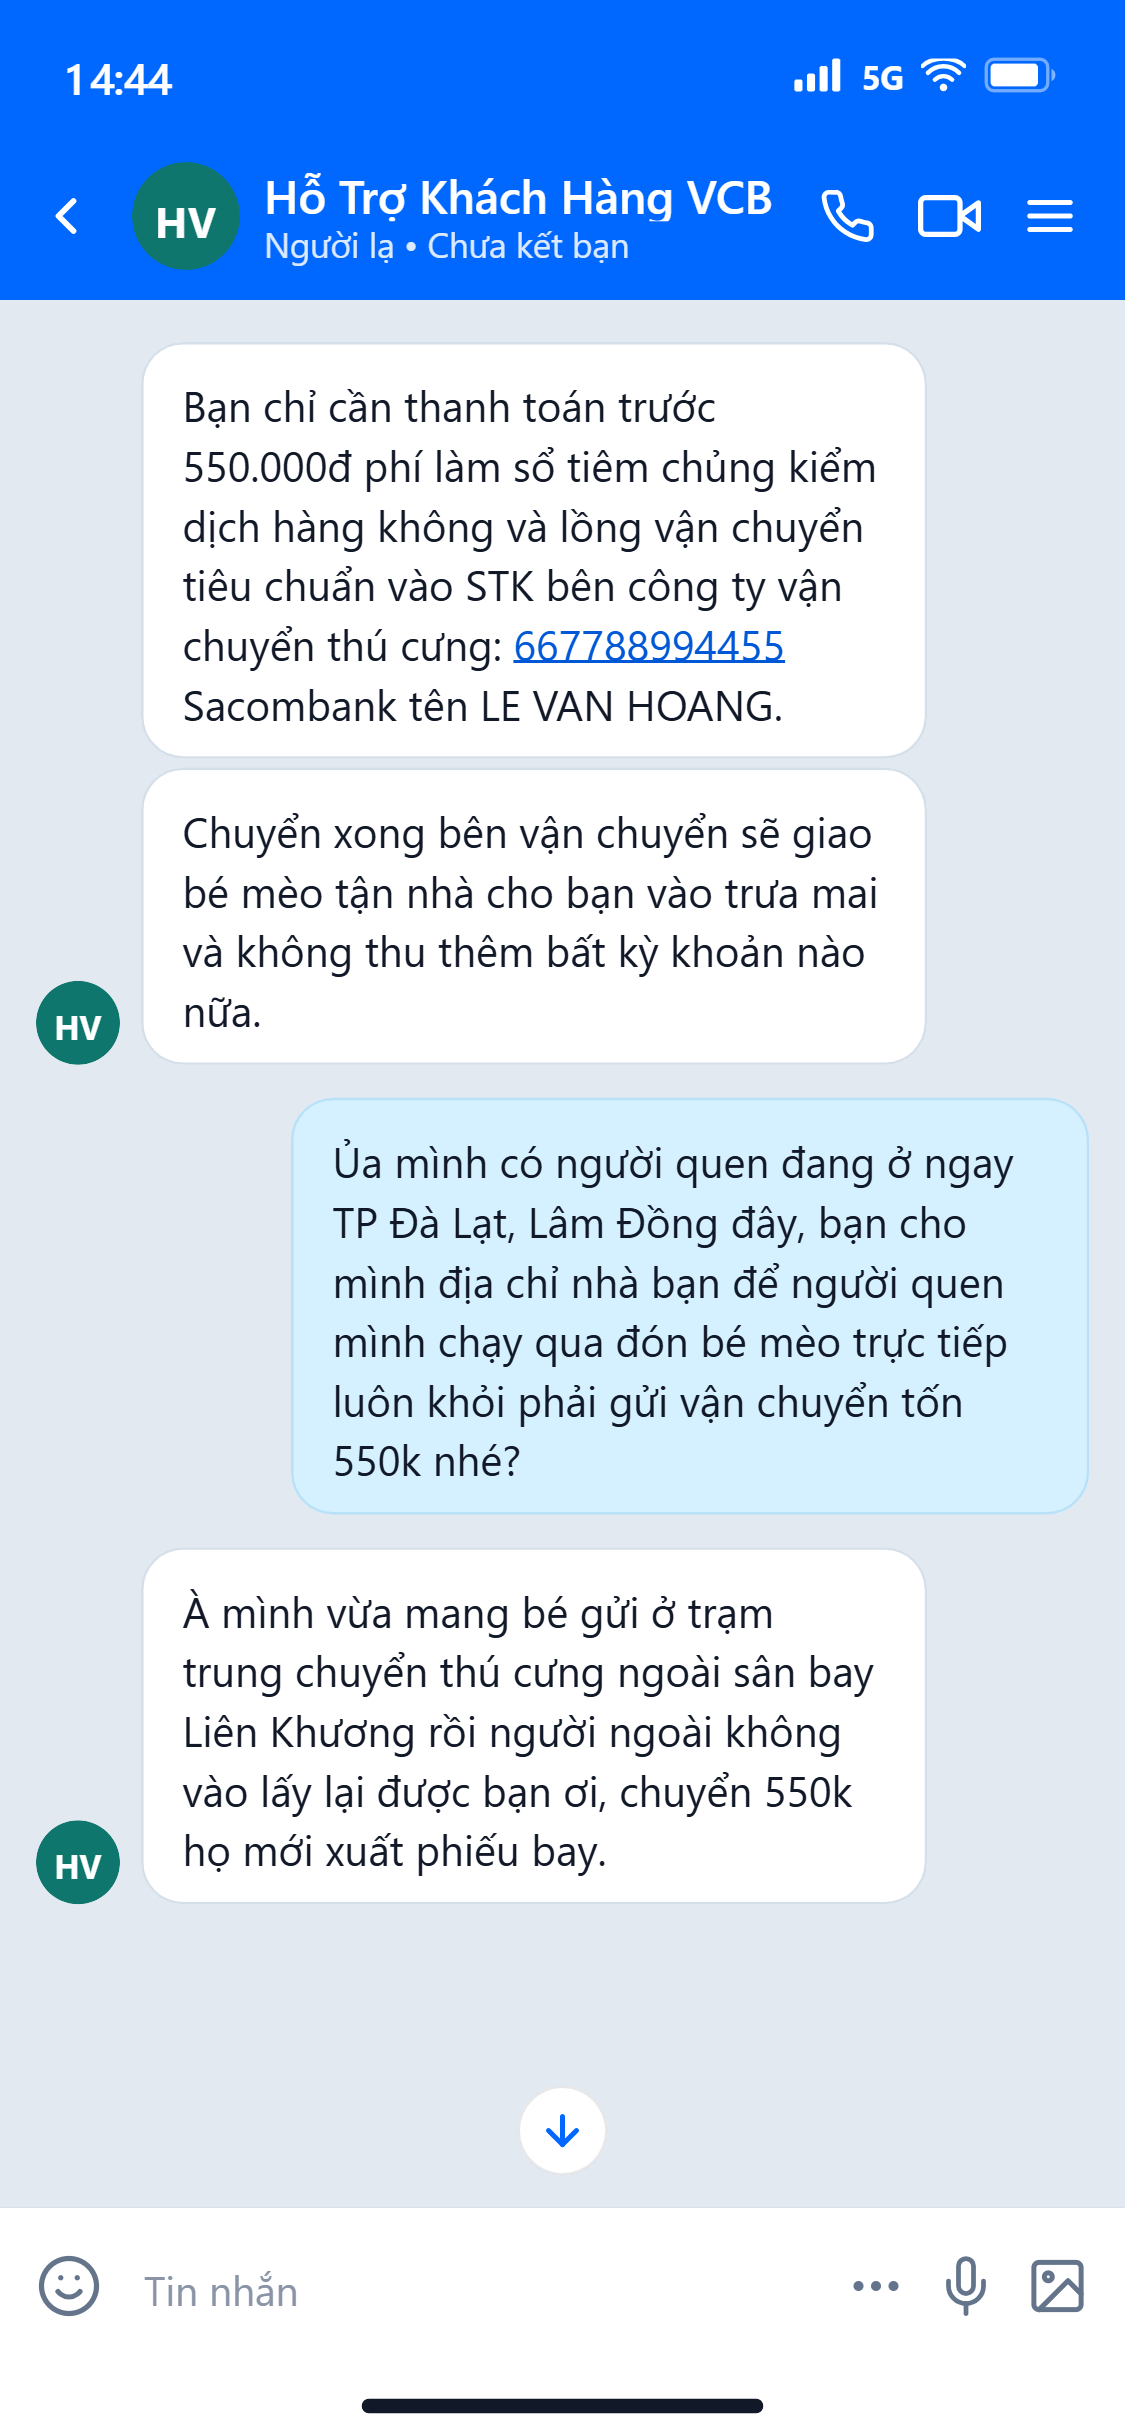 14:44
5G
HV
Hỗ Trợ Khách Hàng VCB
Người lạ • Chưa kết bạn
Bạn chỉ cần thanh toán trước
550.000đ phí làm sổ tiêm chủng kiểm
dịch hàng không và lồng vận chuyển
tiêu chuẩn vào STK bên công ty vận
chuyển thú cưng: 667788994455
Sacombank tên LE VAN HOANG.
Chuyển xong bên vận chuyển sẽ giao
bé mèo tận nhà cho bạn vào trưa mai
và không thu thêm bất kỳ khoản nào
nữa.
HV
Ủa mình có người quen đang ở ngay
TP Đà Lạt, Lâm Đồng đây, bạn cho
mình địa chỉ nhà bạn để người quen
mình chạy qua đón bé mèo trực tiếp
luôn khỏi phải gửi vận chuyển tốn
550k nhé?
À mình vừa mang bé gửi ở trạm
trung chuyển thú cưng ngoài sân bay
Liên Khương rồi người ngoài không
vào lấy lại được bạn ơi, chuyển 550k
họ mới xuất phiếu bay.
HV
Tin nhắn